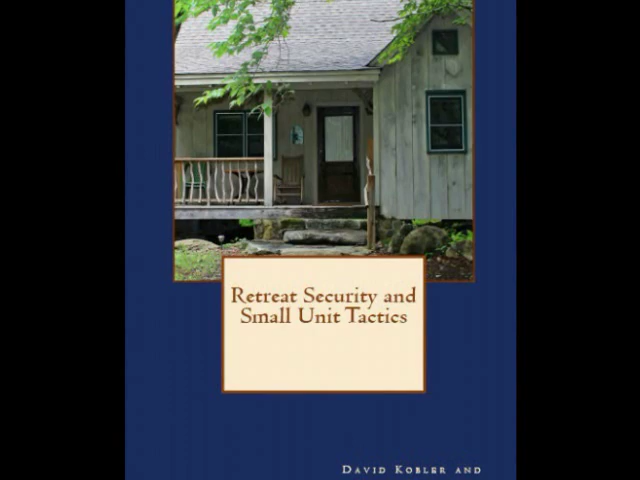 Retreat Security and
Small Unit Tactics
David Kobler and